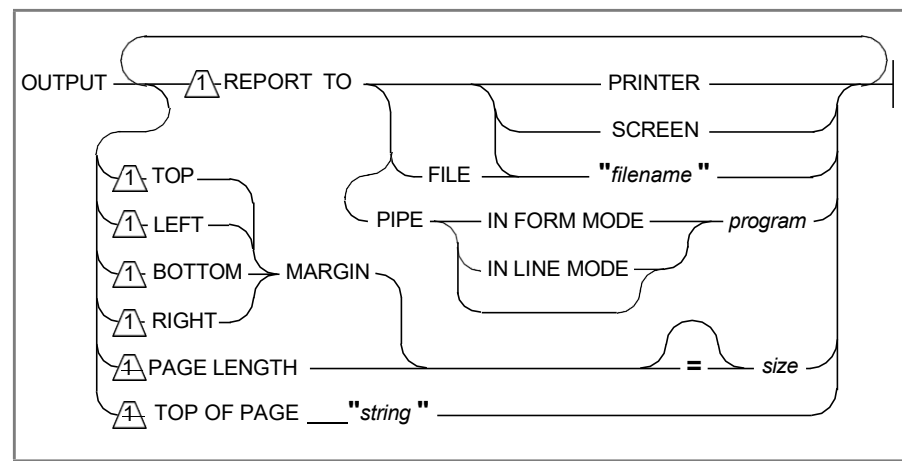 OUTPUT 1 REPORT TO PRINTER
SCREEN
FILE "filename"
1 TOP
PIPE IN FORM MODE program
1 LEFT
IN LINE MODE
1 BOTTOM MARGIN
1 RIGHT
1 PAGE LENGTH = size
1 TOP OF PAGE "string"